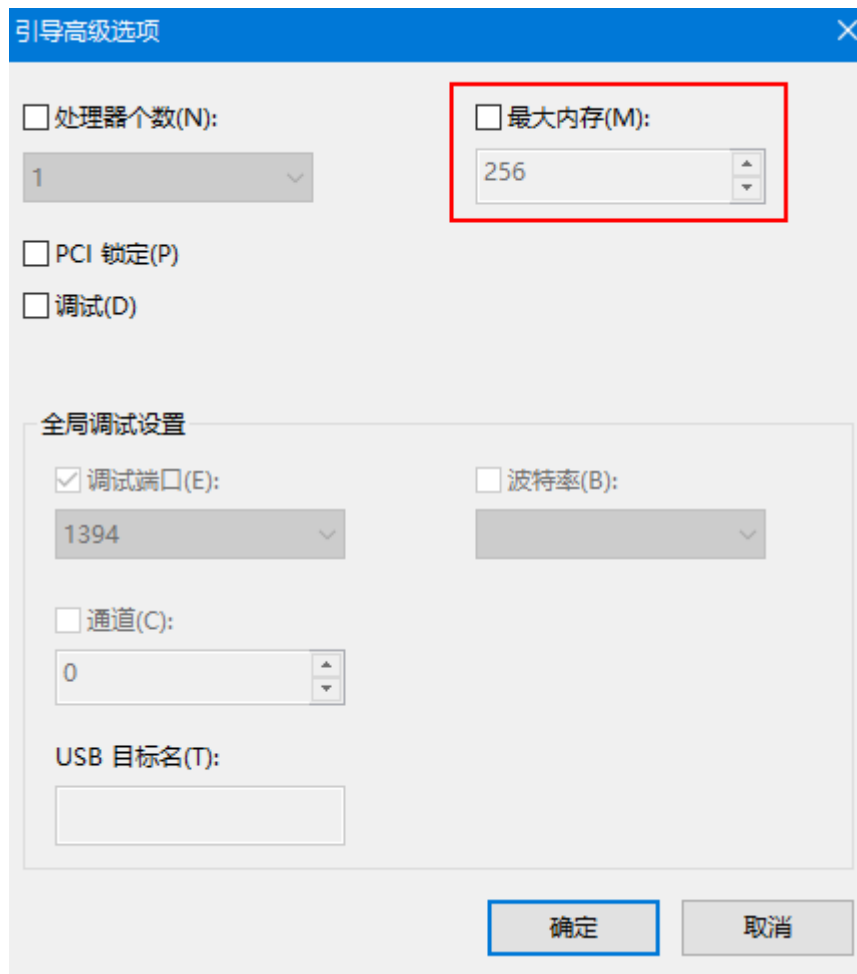 引导高级选项
处理器个数(N): 最大内存(M):
1 256
PCI 锁定(P)
调试(D)
全局调试设置
调试端口(E): 波特率(B):
1394
通道(C):
0
USB 目标名(T):
确定 取消